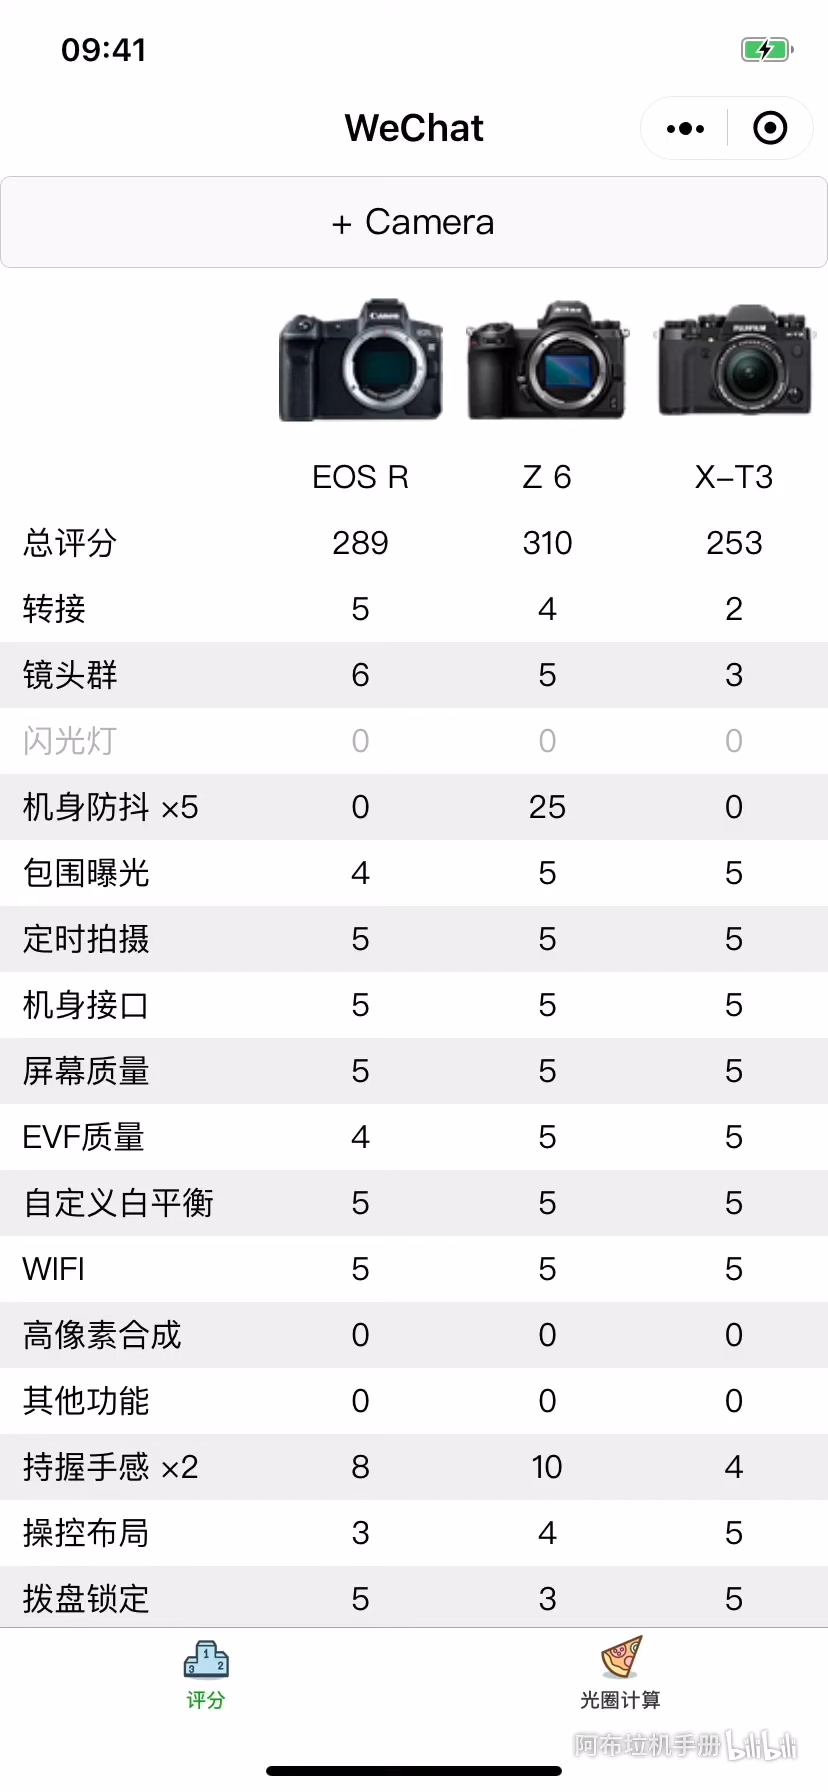 09:41
WeChat
+ Camera
EOS R Z 6 X-T3
总评分 289 310 253
转接 5 4 2
镜头群 6 5 3
闪光灯 0 0 0
机身防抖 ×5 0 25 0
包围曝光 4 5 5
定时拍摄 5 5 5
机身接口 5 5 5
屏幕质量 5 5 5
EVF质量 4 5 5
自定义白平衡 5 5 5
WIFI 5 5 5
高像素合成 0 0 0
其他功能 0 0 0
持握手感 ×2 8 10 4
操控布局 3 4 5
拨盘锁定 5 3 5
评分 光圈计算
阿布垃机手册 bilibili